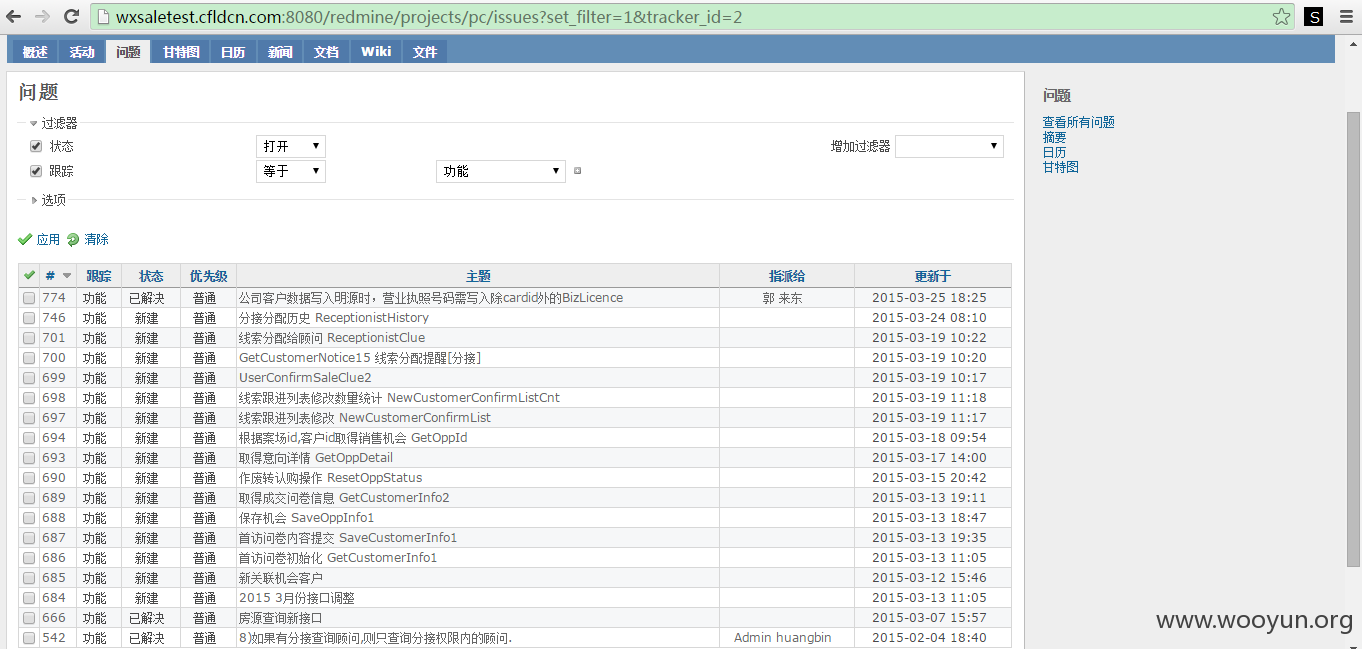 wxsaletest.cfldcn.com:8080/redmine/projects/pc/issues?set_filter=1&tracker_id=2
S
概述 活动 问题 甘特图 日历 新闻 文档 Wiki 文件
问题
过滤器
状态 打开 增加过滤器
跟踪 等于 功能
选项
应用 清除
# 跟踪 状态 优先级 主题 指派给 更新于
774 功能 已解决 普通 公司客户数据写入明源时，营业执照号码需写入除cardid外的BizLicence 郭 来东 2015-03-25 18:25
746 功能 新建 普通 分接分配历史 ReceptionistHistory 2015-03-24 08:10
701 功能 新建 普通 线索分配给顾问 ReceptionistClue 2015-03-19 10:22
700 功能 新建 普通 GetCustomerNotice15 线索分配提醒[分接] 2015-03-19 10:20
699 功能 新建 普通 UserConfirmSaleClue2 2015-03-19 10:17
698 功能 新建 普通 线索跟进列表修改数量统计 NewCustomerConfirmListCnt 2015-03-19 11:18
697 功能 新建 普通 线索跟进列表修改 NewCustomerConfirmList 2015-03-19 11:17
694 功能 新建 普通 根据案场id,客户id取得销售机会 GetOppId 2015-03-18 09:54
693 功能 新建 普通 取得意向详情 GetOppDetail 2015-03-17 14:00
690 功能 新建 普通 作废转认购操作 ResetOppStatus 2015-03-15 20:42
689 功能 新建 普通 取得成交问卷信息 GetCustomerInfo2 2015-03-13 19:11
688 功能 新建 普通 保存机会 SaveOppInfo1 2015-03-13 18:47
687 功能 新建 普通 首访问卷内容提交 SaveCustomerInfo1 2015-03-13 19:35
686 功能 新建 普通 首访问卷初始化 GetCustomerInfo1 2015-03-13 11:05
685 功能 新建 普通 新关联机会客户 2015-03-12 15:46
684 功能 新建 普通 2015 3月份接口调整 2015-03-13 11:05
666 功能 已解决 普通 房源查询新接口 2015-03-07 15:57
542 功能 已解决 普通 8)如果有分接查询顾问,则只查询分接权限内的顾问. Admin huangbin 2015-02-04 18:40
问题
查看所有问题
摘要
日历
甘特图
www.wooyun.org